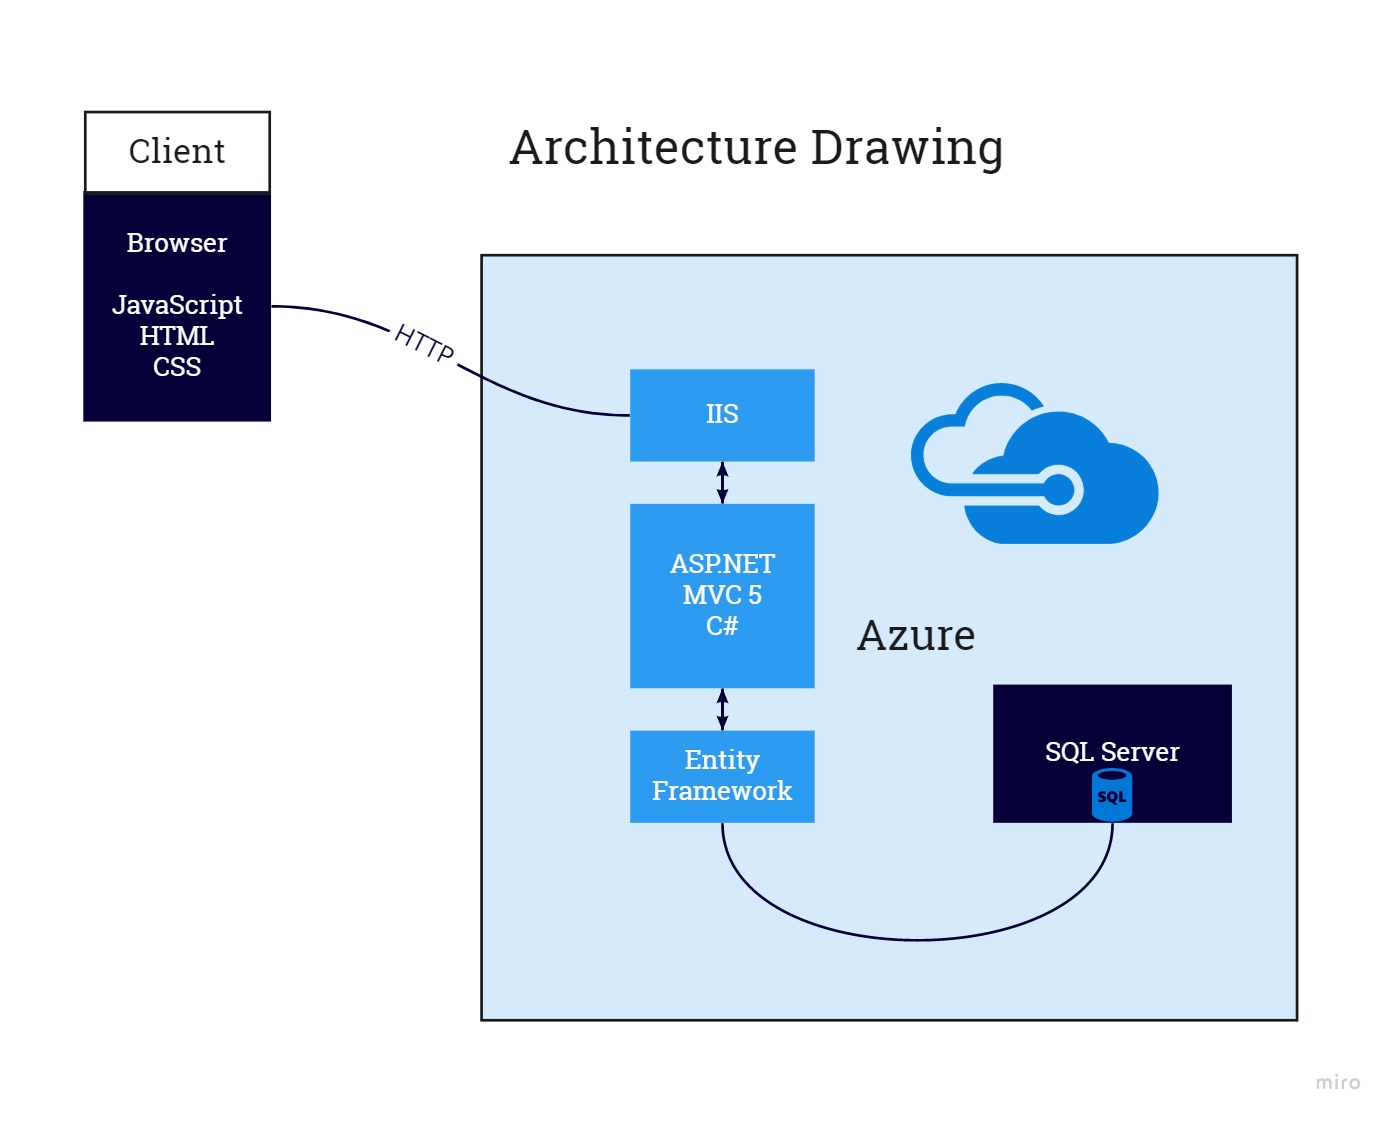 Architecture Drawing
Client
Browser
JavaScript
HTML
CSS
HTTP
IIS
ASP.NET
MVC 5
C#
Azure
Entity
Framework
SQL Server
SQL
miro